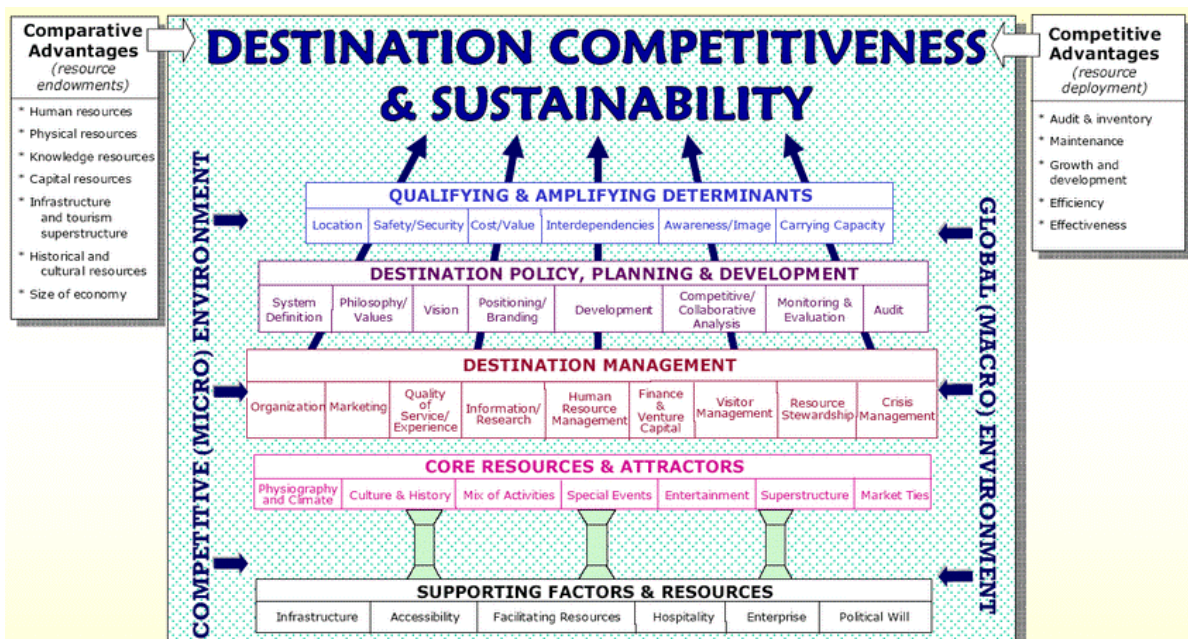 Comparative
Advantages
(resource
endowments)
* Human resources
* Physical resources
* Knowledge resources
* Capital resources
* Infrastructure
and tourism
superstructure
* Historical and
cultural resources
* Size of economy
DESTINATION COMPETITIVENESS
& SUSTAINABILITY
Competitive
Advantages
(resource
deployment)
* Audit & inventory
* Maintenance
* Growth and
development
* Efficiency
* Effectiveness
COMPETITIVE (MICRO) ENVIRONMENT
GLOBAL (MACRO) ENVIRONMENT
QUALIFYING & AMPLIFYING DETERMINANTS
Location
Safety/Security
Cost/Value
Interdependencies
Awareness/Image
Carrying Capacity
DESTINATION POLICY, PLANNING & DEVELOPMENT
System
Definition
Philosophy/
Values
Vision
Positioning/
Branding
Development
Competitive/
Collaborative
Analysis
Monitoring &
Evaluation
Audit
DESTINATION MANAGEMENT
Organization
Marketing
Quality
of
Service/
Experience
Information/
Research
Human
Resource
Management
Finance
&
Venture
Capital
Visitor
Management
Resource
Stewardship
Crisis
Management
CORE RESOURCES & ATTRACTORS
Physiography
and Climate
Culture & History
Mix of Activities
Special Events
Entertainment
Superstructure
Market Ties
SUPPORTING FACTORS & RESOURCES
Infrastructure
Accessibility
Facilitating Resources
Hospitality
Enterprise
Political Will